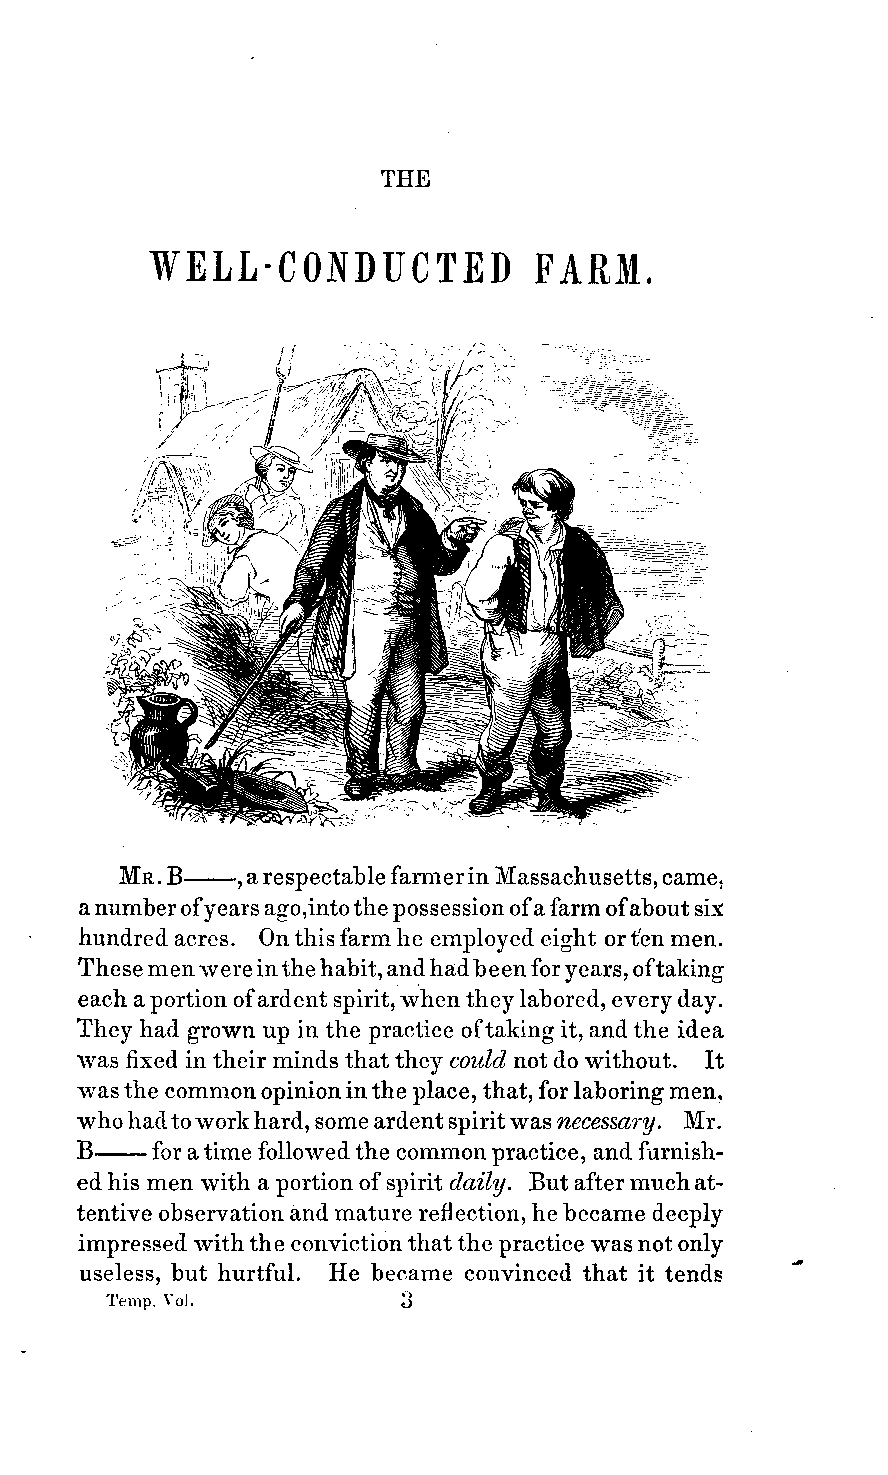 THE
WELL-CONDUCTED FARM.
MR. B——, a respectable farmer in Massachusetts, came,
a number of years ago, into the possession of a farm of about six
hundred acres. On this farm he employed eight or ten men.
These men were in the habit, and had been for years, of taking
each a portion of ardent spirit, when they labored, every day.
They had grown up in the practice of taking it, and the idea
was fixed in their minds that they could not do without. It
was the common opinion in the place, that, for laboring men,
who had to work hard, some ardent spirit was necessary. Mr.
B—— for a time followed the common practice, and furnish-
ed his men with a portion of spirit daily. But after much at-
tentive observation and mature reflection, he became deeply
impressed with the conviction that the practice was not only
useless, but hurtful. He became convinced that it tends
Temp. Vol. 3